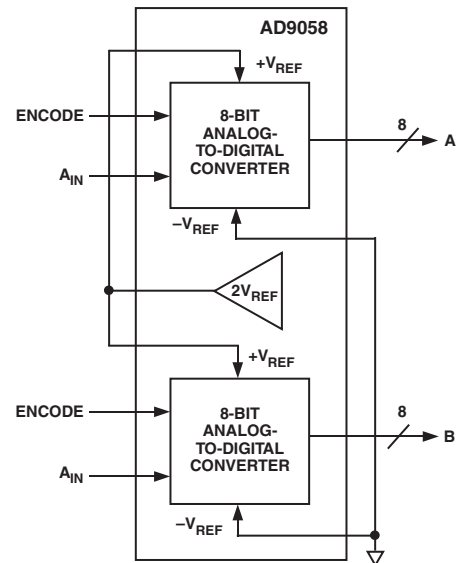 AD9058
+VREF
ENCODE
8-BIT
ANALOG-
TO-DIGITAL
CONVERTER
8
A
AIN
–VREF
2VREF
+VREF
ENCODE
8-BIT
ANALOG-
TO-DIGITAL
CONVERTER
8
B
AIN
–VREF